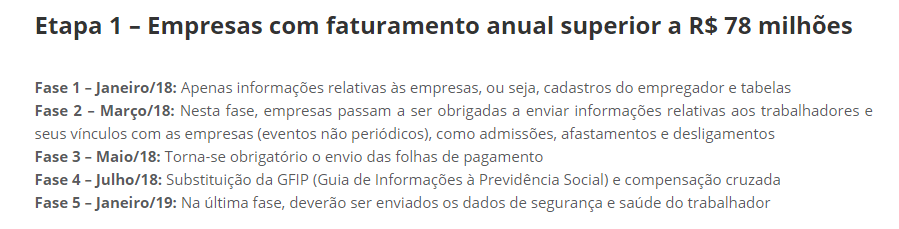 Etapa 1 – Empresas com faturamento anual superior a R$ 78 milhões
Fase 1 – Janeiro/18: Apenas informações relativas às empresas, ou seja, cadastros do empregador e tabelas
Fase 2 – Março/18: Nesta fase, empresas passam a ser obrigadas a enviar informações relativas aos trabalhadores e
seus vínculos com as empresas (eventos não periódicos), como admissões, afastamentos e desligamentos
Fase 3 – Maio/18: Torna-se obrigatório o envio das folhas de pagamento
Fase 4 – Julho/18: Substituição da GFIP (Guia de Informações à Previdência Social) e compensação cruzada
Fase 5 – Janeiro/19: Na última fase, deverão ser enviados os dados de segurança e saúde do trabalhador